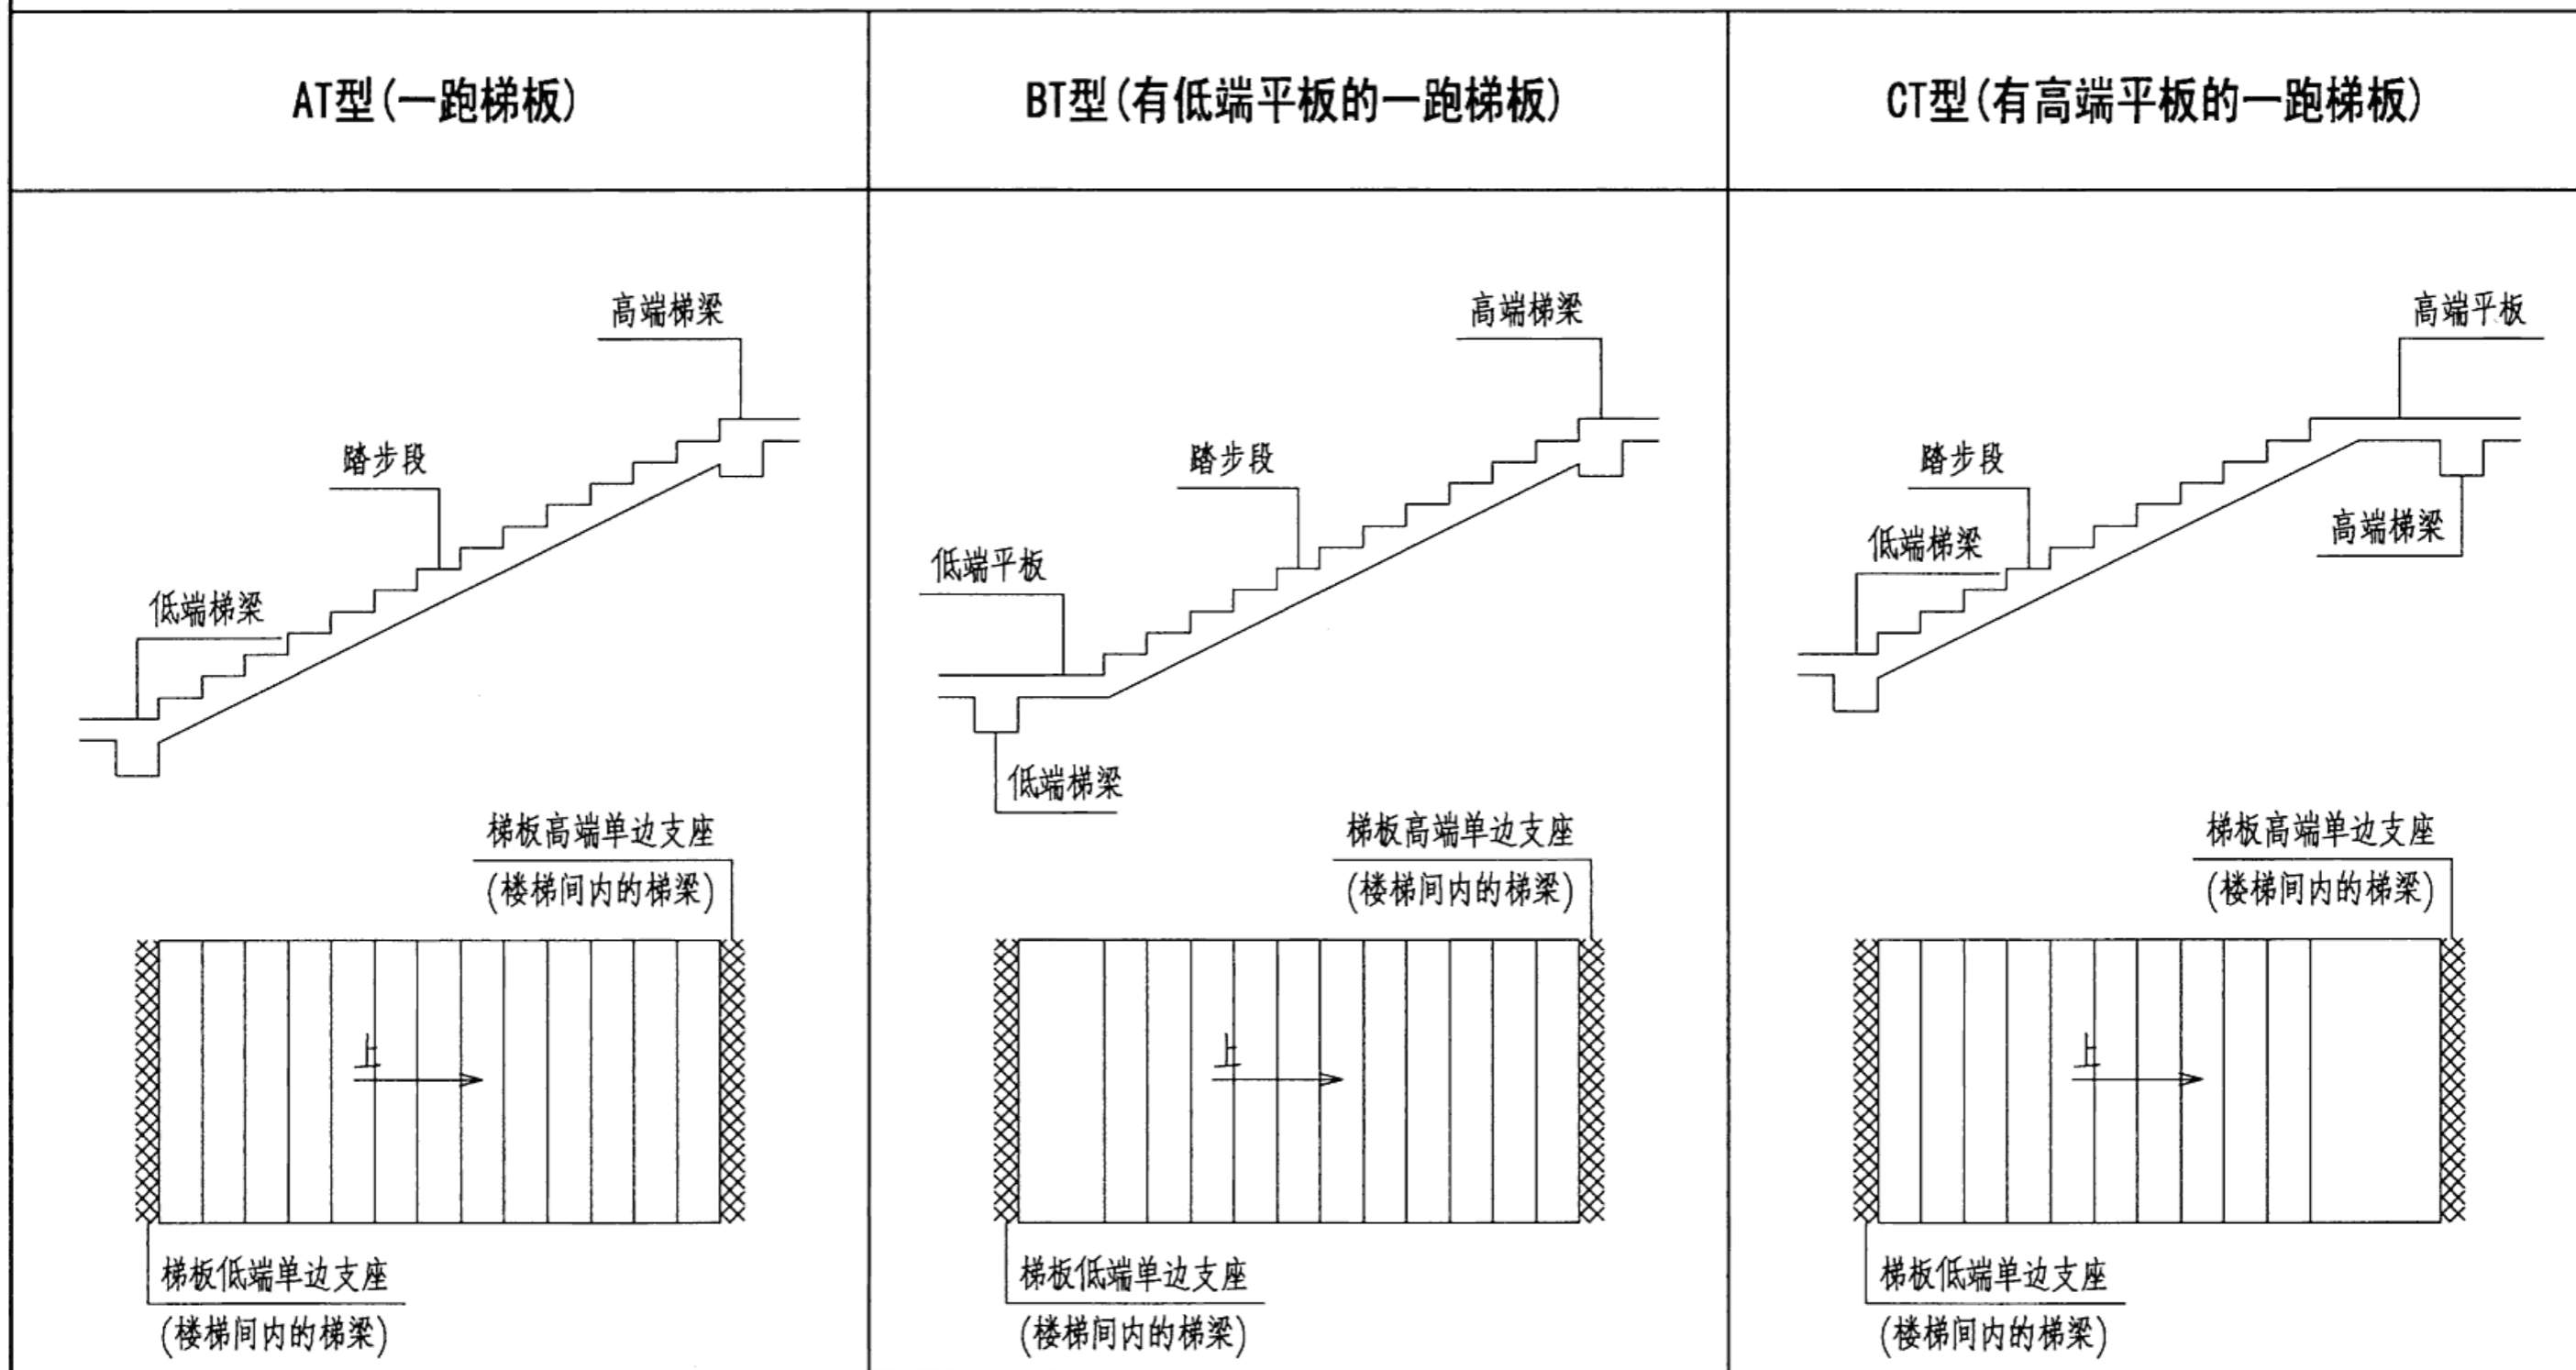 AT型(一跑梯板)
高端梯梁
踏步段
低端梯梁
梯板高端单边支座
(楼梯间内的梯梁)
上
梯板低端单边支座
(楼梯间内的梯梁)
BT型(有低端平板的一跑梯板)
高端梯梁
踏步段
低端平板
低端梯梁
梯板高端单边支座
(楼梯间内的梯梁)
上
梯板低端单边支座
(楼梯间内的梯梁)
CT型(有高端平板的一跑梯板)
高端平板
踏步段
高端梯梁
低端梯梁
梯板高端单边支座
(楼梯间内的梯梁)
上
梯板低端单边支座
(楼梯间内的梯梁)